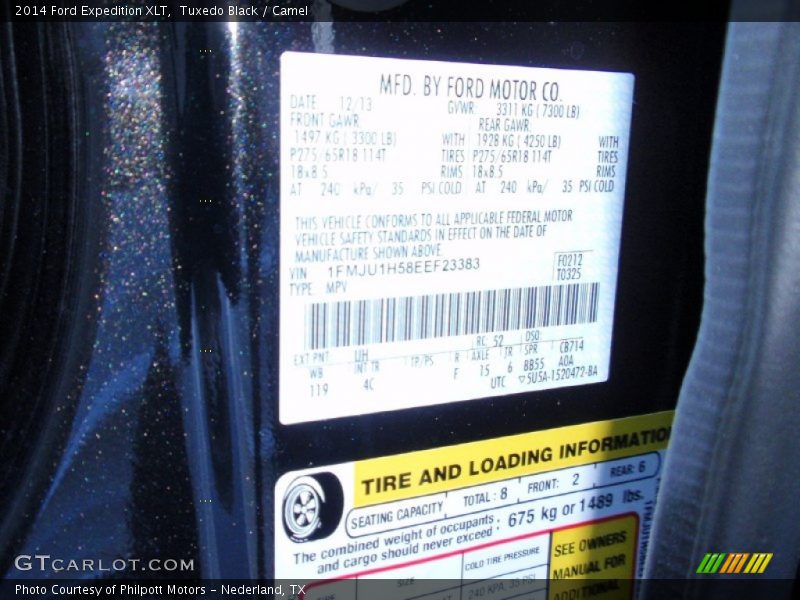 2014 Ford Expedition XLT, Tuxedo Black / Camel
MFD. BY FORD MOTOR CO.
DATE 12/13 GVWR: 3311 KG ( 7300 LB)
FRONT GAWR: REAR GAWR:
1497 KG ( 3300 LB) WITH 1928 KG ( 4250 LB) WITH
P275/65R18 114T TIRES P275/65R18 114T TIRES
18x8.5 RIMS 18x8.5 RIMS
AT 240 kPa/ 35 PSI COLD AT 240 kPa/ 35 PSI COLD
THIS VEHICLE CONFORMS TO ALL APPLICABLE FEDERAL MOTOR
VEHICLE SAFETY STANDARDS IN EFFECT ON THE DATE OF
MANUFACTURE SHOWN ABOVE.
VIN 1FMJU1H58EEF23383 F0212
TYPE MPV T0325
EXT PNT UH RC: 52 DSO:
WB INT TR TP/PS R AXLE TR SPR CB714
119 4C F 15 6 BB55 AOA
UTC ▽5U5A-1520472-BA
TIRE AND LOADING INFORMATIO
SEATING CAPACITY TOTAL : 8 FRONT: 2 REAR: 6
The combined weight of occupants : 675 kg or 1489 lbs.
and cargo should never exceed
SIZE COLD TIRE PRESSURE SEE OWNERS
240 KPA, 35 PSI MANUAL FOR
ADDITIONAL
GTCARLOT.COM
Photo Courtesy of Philpott Motors - Nederland, TX